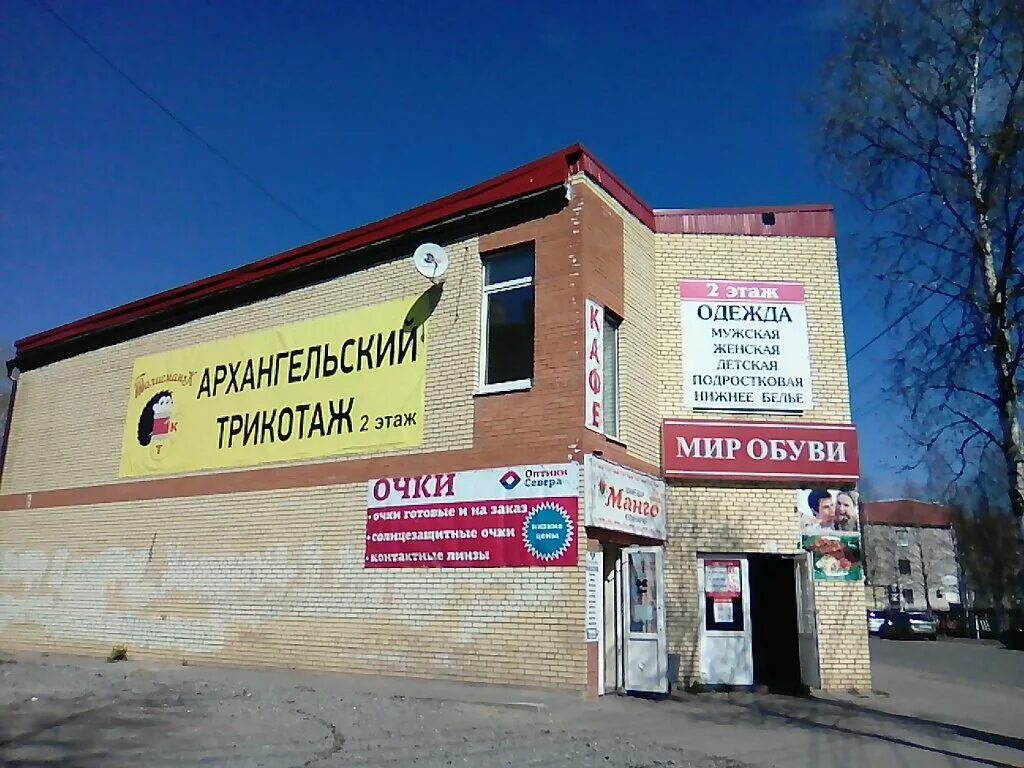 Талисман К
К
Т
АРХАНГЕЛЬСКИЙ
ТРИКОТАЖ 2 этаж
ОЧКИ
Оптики
Севера
• очки готовые и на заказ
• солнцезащитные очки
• контактные линзы
низкие
цены
КАФЕ
Манго
2 этаж
ОДЕЖДА
МУЖСКАЯ
ЖЕНСКАЯ
ДЕТСКАЯ
ПОДРОСТКОВАЯ
НИЖНЕЕ БЕЛЬЕ
МИР ОБУВИ